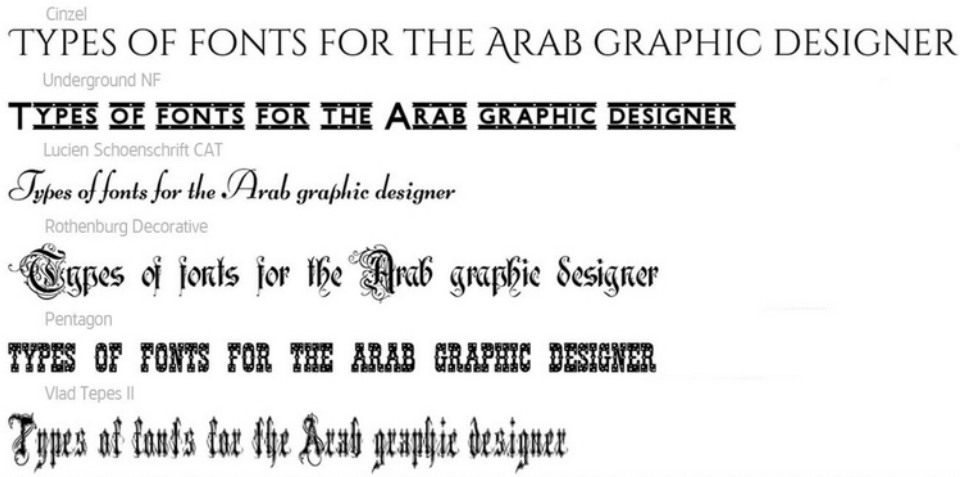 Cinzel
TYPES OF FONTS FOR THE ARAB GRAPHIC DESIGNER
Underground NF
TYPES OF FONTS FOR THE ARAB GRAPHIC DESIGNER
Lucien Schoenschrift CAT
Types of fonts for the Arab graphic designer
Rothenburg Decorative
Types of fonts for the Arab graphic designer
Pentagon
TYPES OF FONTS FOR THE ARAB GRAPHIC DESIGNER
Vlad Tepes II
Types of fonts for the Arab graphic designer